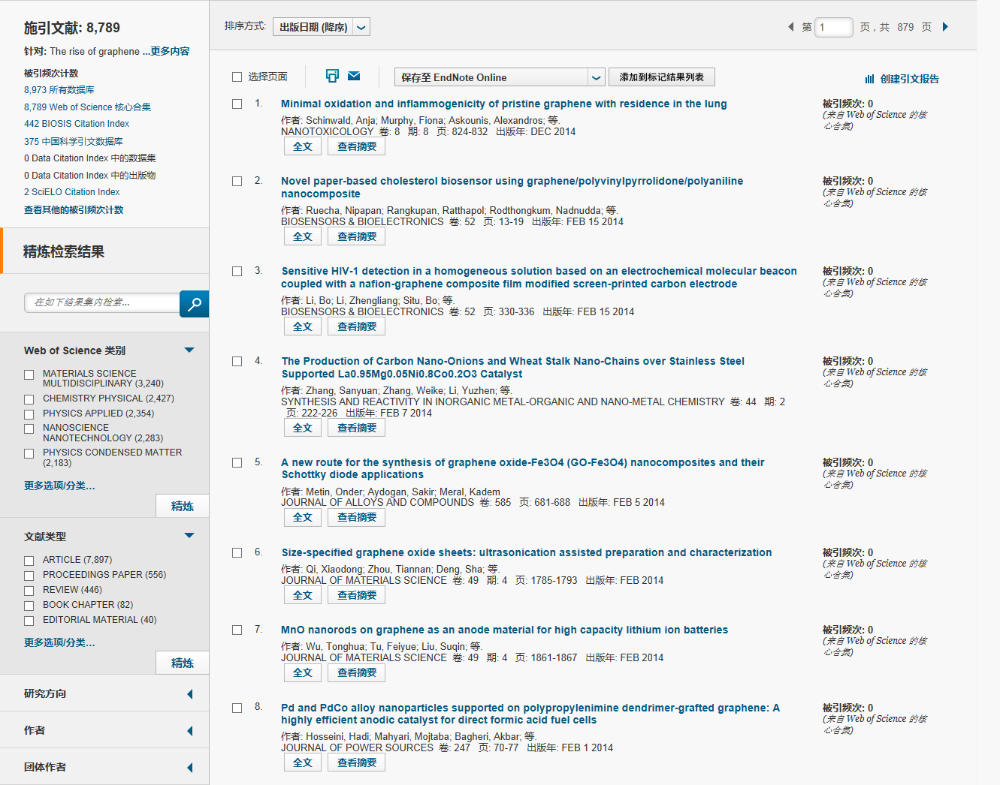 施引文献: 8,789
针对: The rise of graphene ...更多内容
被引频次计数
8,973 所有数据库
8,789 Web of Science 核心合集
442 BIOSIS Citation Index
375 中国科学引文数据库
0 Data Citation Index 中的数据集
0 Data Citation Index 中的出版物
2 SciELO Citation Index
查看其他的被引频次计数
精炼检索结果
在如下结果集内检索...
Web of Science 类别
MATERIALS SCIENCE
MULTIDISCIPLINARY (3,240)
CHEMISTRY PHYSICAL (2,427)
PHYSICS APPLIED (2,354)
NANOSCIENCE
NANOTECHNOLOGY (2,283)
PHYSICS CONDENSED MATTER
(2,183)
更多选项/分类...
精炼
文献类型
ARTICLE (7,897)
PROCEEDINGS PAPER (556)
REVIEW (446)
BOOK CHAPTER (82)
EDITORIAL MATERIAL (40)
更多选项/分类...
精炼
研究方向
作者
团体作者
排序方式: 出版日期 (降序)
第 1 页，共 879 页
选择页面 保存至 EndNote Online 添加到标记结果列表
创建引文报告
1. Minimal oxidation and inflammogenicity of pristine graphene with residence in the lung
作者: Schinwald, Anja; Murphy, Fiona; Askounis, Alexandros; 等.
NANOTOXICOLOGY 卷: 8 期: 8 页: 824-832 出版年: DEC 2014
全文 查看摘要
被引频次: 0
(来自 Web of Science 的核
心合集)
2. Novel paper-based cholesterol biosensor using graphene/polyvinylpyrrolidone/polyaniline
nanocomposite
作者: Ruecha, Nipapan; Rangkupan, Ratthapol; Rodthongkum, Nadnudda; 等.
BIOSENSORS & BIOELECTRONICS 卷: 52 页: 13-19 出版年: FEB 15 2014
全文 查看摘要
被引频次: 0
(来自 Web of Science 的核
心合集)
3. Sensitive HIV-1 detection in a homogeneous solution based on an electrochemical molecular beacon
coupled with a nafion-graphene composite film modified screen-printed carbon electrode
作者: Li, Bo; Li, Zhengliang; Situ, Bo; 等.
BIOSENSORS & BIOELECTRONICS 卷: 52 页: 330-336 出版年: FEB 15 2014
全文 查看摘要
被引频次: 0
(来自 Web of Science 的核
心合集)
4. The Production of Carbon Nano-Onions and Wheat Stalk Nano-Chains over Stainless Steel
Supported La0.95Mg0.05Ni0.8Co0.2O3 Catalyst
作者: Zhang, Sanyuan; Zhang, Weike; Li, Yuzhen; 等.
SYNTHESIS AND REACTIVITY IN INORGANIC METAL-ORGANIC AND NANO-METAL CHEMISTRY 卷: 44 期: 2
页: 222-226 出版年: FEB 7 2014
全文 查看摘要
被引频次: 0
(来自 Web of Science 的核
心合集)
5. A new route for the synthesis of graphene oxide-Fe3O4 (GO-Fe3O4) nanocomposites and their
Schottky diode applications
作者: Metin, Onder; Aydogan, Sakir; Meral, Kadem
JOURNAL OF ALLOYS AND COMPOUNDS 卷: 585 页: 681-688 出版年: FEB 5 2014
全文 查看摘要
被引频次: 0
(来自 Web of Science 的核
心合集)
6. Size-specified graphene oxide sheets: ultrasonication assisted preparation and characterization
作者: Qi, Xiaodong; Zhou, Tiannan; Deng, Sha; 等.
JOURNAL OF MATERIALS SCIENCE 卷: 49 期: 4 页: 1785-1793 出版年: FEB 2014
全文 查看摘要
被引频次: 0
(来自 Web of Science 的核
心合集)
7. MnO nanorods on graphene as an anode material for high capacity lithium ion batteries
作者: Wu, Tonghua; Tu, Feiyue; Liu, Suqin; 等.
JOURNAL OF MATERIALS SCIENCE 卷: 49 期: 4 页: 1861-1867 出版年: FEB 2014
全文 查看摘要
被引频次: 0
(来自 Web of Science 的核
心合集)
8. Pd and PdCo alloy nanoparticles supported on polypropylenimine dendrimer-grafted graphene: A
highly efficient anodic catalyst for direct formic acid fuel cells
作者: Hosseini, Hadi; Mahyari, Mojtaba; Bagheri, Akbar; 等.
JOURNAL OF POWER SOURCES 卷: 247 页: 70-77 出版年: FEB 1 2014
全文 查看摘要
被引频次: 0
(来自 Web of Science 的核
心合集)